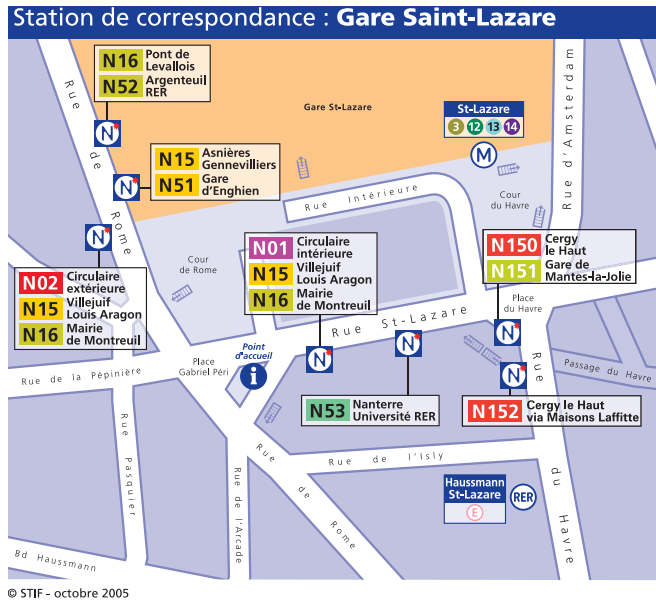 Station de correspondance : Gare Saint-Lazare
N16 Pont de Levallois
N52 Argenteuil RER
N
N15 Asnières Gennevilliers
N51 Gare d'Enghien
N
Gare St-Lazare
St-Lazare
3 12 13 14
M
Rue d'Amsterdam
Rue de Rome
Rue Intérieure
Cour du Havre
Cour de Rome
N
N02 Circulaire extérieure
N15 Villejuif Louis Aragon
N16 Mairie de Montreuil
N01 Circulaire intérieure
N15 Villejuif Louis Aragon
N16 Mairie de Montreuil
N
N150 Cergy le Haut
N151 Gare de Mantes-la-Jolie
N
Place du Havre
Rue St-Lazare
N
Point d'accueil
i
Place Gabriel Péri
Rue de la Pépinière
Passage du Havre
N
N53 Nanterre Université RER
N152 Cergy le Haut via Maisons Laffitte
Rue Pasquier
Rue de l'Arcade
Rue de Rome
Rue de l'Isly
Rue du Havre
Haussmann St-Lazare
E
RER
Bd Haussmann
© STIF - octobre 2005